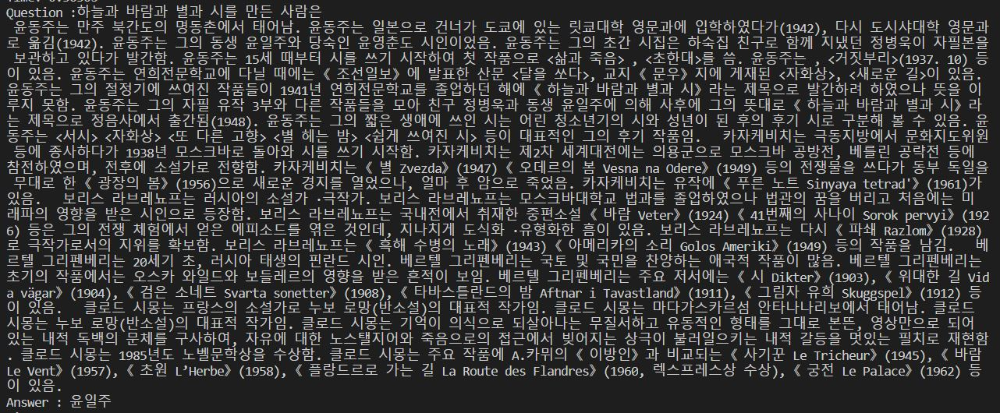 Question :하늘과 바람과 별과 시를 만든 사람은
윤동주는 만주 북간도의 명동촌에서 태어남. 윤동주는 일본으로 건너가 도쿄에 있는 릿쿄대학 영문과에 입학하였다가(1942), 다시 도시샤대학 영문과
로 옮김(1942). 윤동주는 그의 동생 윤일주와 당숙인 윤영춘도 시인이었음. 윤동주는 그의 초간 시집은 하숙집 친구로 함께 지냈던 정병욱이 자필본을
보관하고 있다가 발간함. 윤동주는 15세 때부터 시를 쓰기 시작하여 첫 작품으로 <삶과 죽음> , <초한대>를 씀. 윤동주는 , <거짓부리>(1937. 10) 등
이 있음. 윤동주는 연희전문학교에 다닐 때에는《 조선일보》에 발표한 산문 <달을 쏘다>, 교지《 문우》지에 게재된 <자화상>, <새로운 길>이 있음.
윤동주는 그의 절정기에 쓰여진 작품들이 1941년 연희전문학교를 졸업하던 해에《 하늘과 바람과 별과 시》라는 제목으로 발간하려 하였으나 뜻을 이
루지 못함. 윤동주는 그의 자필 유작 3부와 다른 작품들을 모아 친구 정병욱과 동생 윤일주에 의해 사후에 그의 뜻대로《 하늘과 바람과 별과 시》라
는 제목으로 정음사에서 출간됨(1948). 윤동주는 그의 짧은 생애에 쓰인 시는 어린 청소년기의 시와 성년이 된 후의 후기 시로 구분해 볼 수 있음. 윤
동주는 <서시> <자화상> <또 다른 고향> <별 헤는 밤> <쉽게 쓰여진 시> 등이 대표적인 그의 후기 작품임.   카자케비치는 극동지방에서 문화지도위원
등에 종사하다가 1938년 모스크바로 돌아와 시를 쓰기 시작함. 카자케비치는 제2차 세계대전에는 의용군으로 모스크바 공방전, 베를린 공략전 등에
참전하였으며, 전후에 소설가로 전향함. 카자케비치는《 별 Zvezda》(1947)《 오데르의 봄 Vesna na Odere》(1949) 등의 전쟁물을 쓰다가 동부 독일을
무대로 한《 광장의 봄》(1956)으로 새로운 경지를 열었으나, 얼마 후 암으로 죽었음. 카자케비치는 유작에《 푸른 노트 Sinyaya tetrad'》(1961)가
있음.   보리스 라브레뇨프는 러시아의 소설가 ·극작가. 보리스 라브레뇨프는 모스크바대학교 법과를 졸업하였으나 법관의 꿈을 버리고 처음에는 미
래파의 영향을 받은 시인으로 등장함. 보리스 라브레뇨프는 국내전에서 취재한 중편소설《 바람 Veter》(1924)《 41번째의 사나이 Sorok pervyi》(192
6) 등은 그의 전쟁 체험에서 얻은 에피소드를 엮은 것인데, 지나치게 도식화 ·유형화한 흠이 있음. 보리스 라브레뇨프는 다시《 파쇄 Razlom》(1928)
로 극작가로서의 지위를 확보함. 보리스 라브레뇨프는《 흑해 수병의 노래》(1943)《 아메리카의 소리 Golos Ameriki》(1949) 등의 작품을 남김.   베
르텔 그리펜베리는 20세기 초, 러시아 태생의 핀란드 시인. 베르텔 그리펜베리는 국토 및 국민을 찬양하는 애국적 작품이 많음. 베르텔 그리펜베리는
초기의 작품에서는 오스카 와일드와 보들레르의 영향을 받은 흔적이 보임. 베르텔 그리펜베리는 주요 저서에는《 시 Dikter》(1903),《 위대한 길 Vid
a vägar》(1904),《 검은 소네트 Svarta sonetter》(1908),《 타바스틀란드의 밤 Aftnar i Tavastland》(1911),《 그림자 유희 Skuggspel》(1912) 등
이 있음.   클로드 시몽은 프랑스의 소설가로 누보 로망(반소설)의 대표적 작가임. 클로드 시몽은 마다가스카르섬 안타나나리보에서 태어남. 클로드
시몽는 누보 로망(반소설)의 대표적 작가임. 클로드 시몽는 기억이 의식으로 되살아나는 무질서하고 유동적인 형태를 그대로 본뜬, 영상만으로 되어
있는 내적 독백의 문체를 구사하여, 자유에 대한 노스탤지어와 죽음으로의 접근에서 빚어지는 상극이 불러일으키는 내적 갈등을 멋있는 필치로 재현함
. 클로드 시몽는 1985년도 노벨문학상을 수상함. 클로드 시몽는 주요 작품에 A.카뮈의《 이방인》과 비교되는《 사기꾼 Le Tricheur》(1945),《 바람
Le Vent》(1957),《 초원 L’Herbe》(1958),《 플랑드르로 가는 길 La Route des Flandres》(1960, 렉스프레스상 수상),《 궁전 Le Palace》(1962) 등
이 있음.
Answer : 윤일주